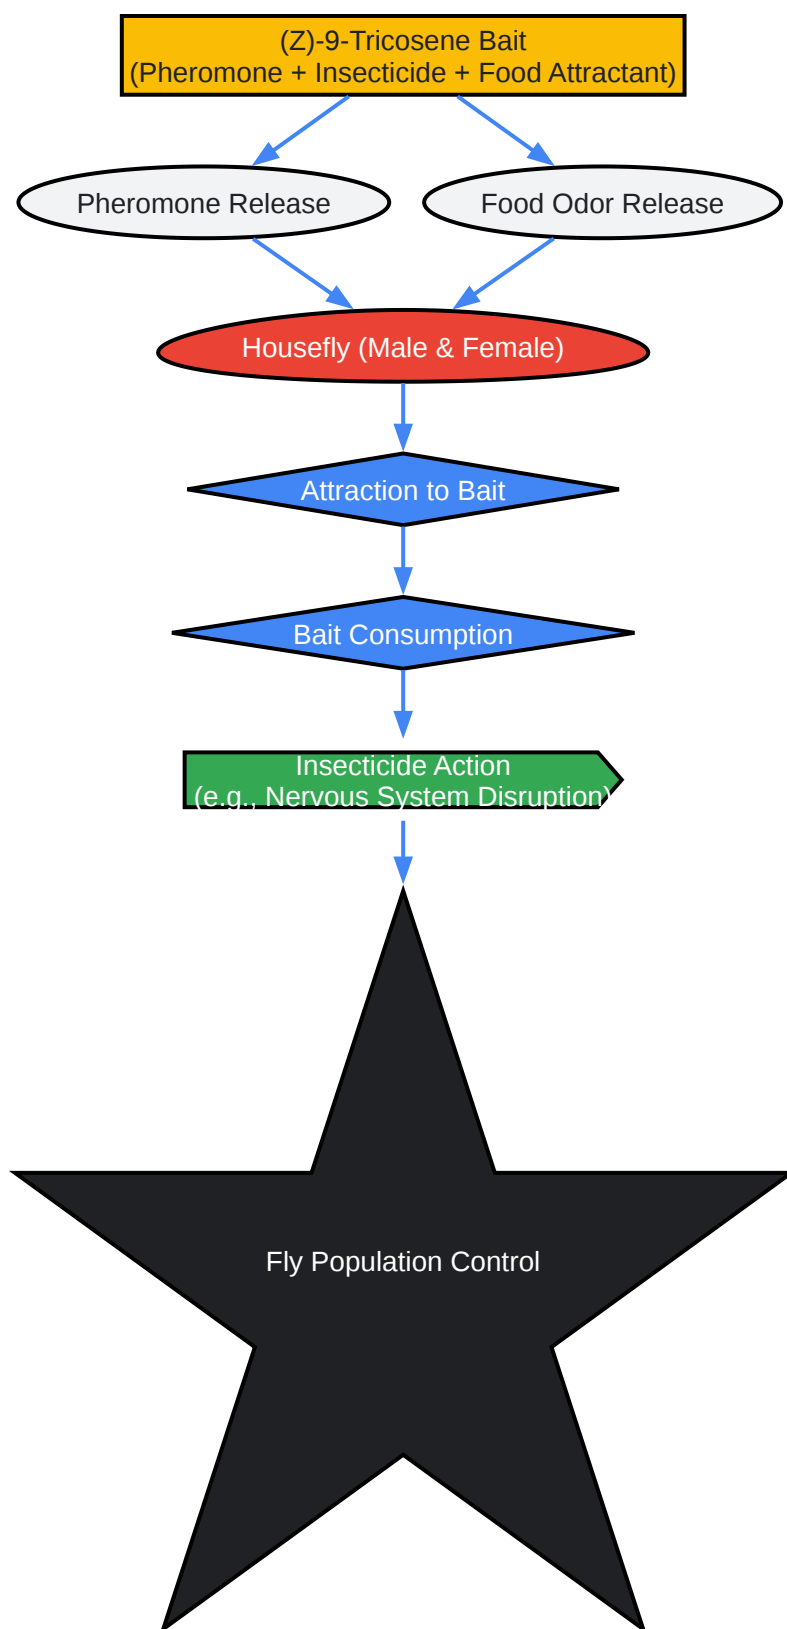 (Z)-9-Tricosene Bait
(Pheromone + Insecticide + Food Attractant)
Pheromone Release
Food Odor Release
Housefly (Male & Female)
Attraction to Bait
Bait Consumption
Insecticide Action
(e.g., Nervous System Disruption)
Fly Population Control